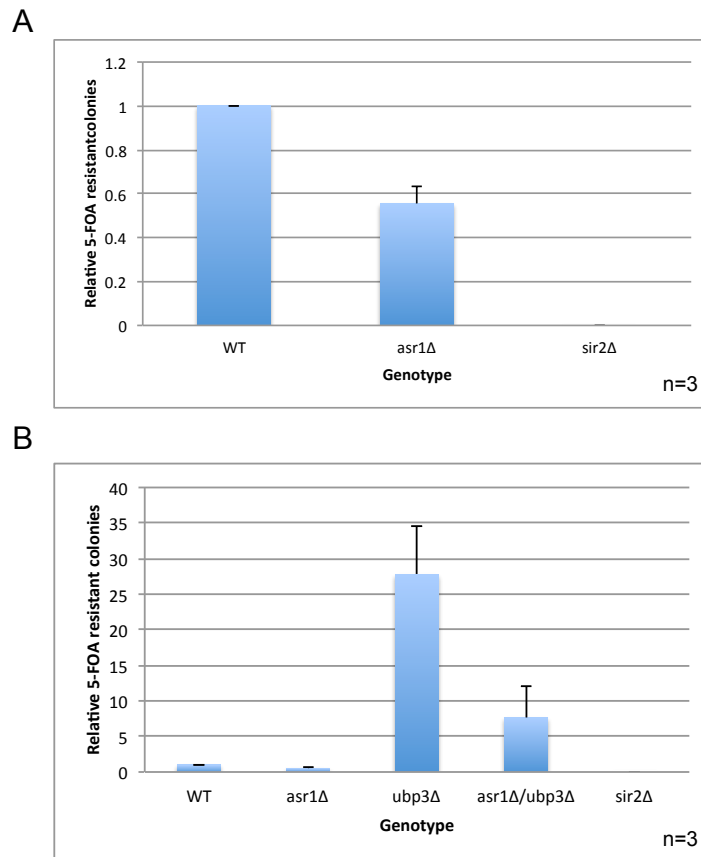 A
Relative 5-FOA resistantcolonies
1.2
1
0.8
0.6
0.4
0.2
0
WT asr1Δ sir2Δ
Genotype
n=3
B
Relative 5-FOA resistant colonies
40
35
30
25
20
15
10
5
0
WT asr1Δ ubp3Δ asr1Δ/ubp3Δ sir2Δ
Genotype
n=3